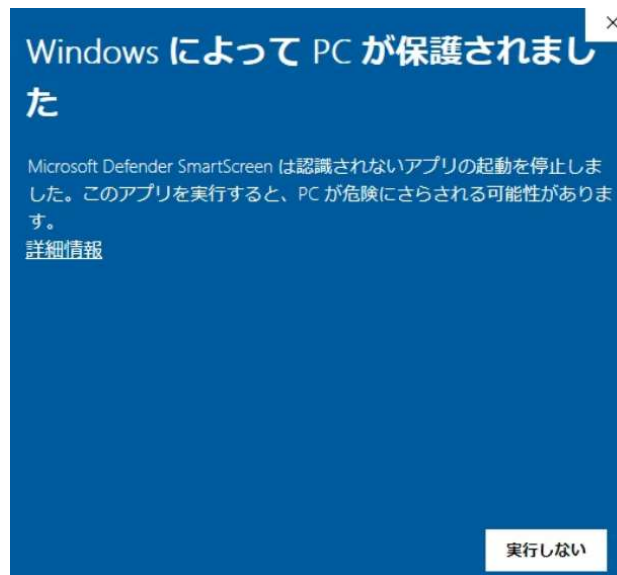 Windows によって PC が保護されまし
た
Microsoft Defender SmartScreen は認識されないアプリの起動を停止しま
した。このアプリを実行すると、PC が危険にさらされる可能性がありま
す。
詳細情報
実行しない